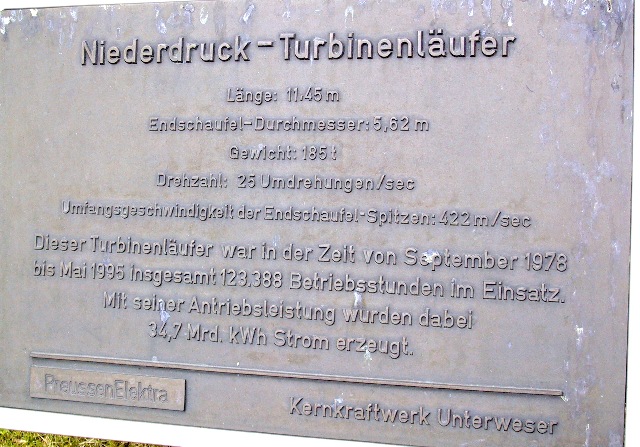 Niederdruck-Turbinenläufer
Länge: 11,45 m
Endschaufel-Durchmesser: 5,62 m
Gewicht: 185 t
Drehzahl: 25 Umdrehungen/sec
Umfangsgeschwindigkeit der Endschaufel-Spitzen: 422 m/sec
Dieser Turbinenläufer war in der Zeit von September 1978
bis Mai 1995 insgesamt 123.388 Betriebsstunden im Einsatz.
Mit seiner Antriebsleistung wurden dabei
34,7 Mrd. kWh Strom erzeugt.
PreussenElektra
Kernkraftwerk Unterweser